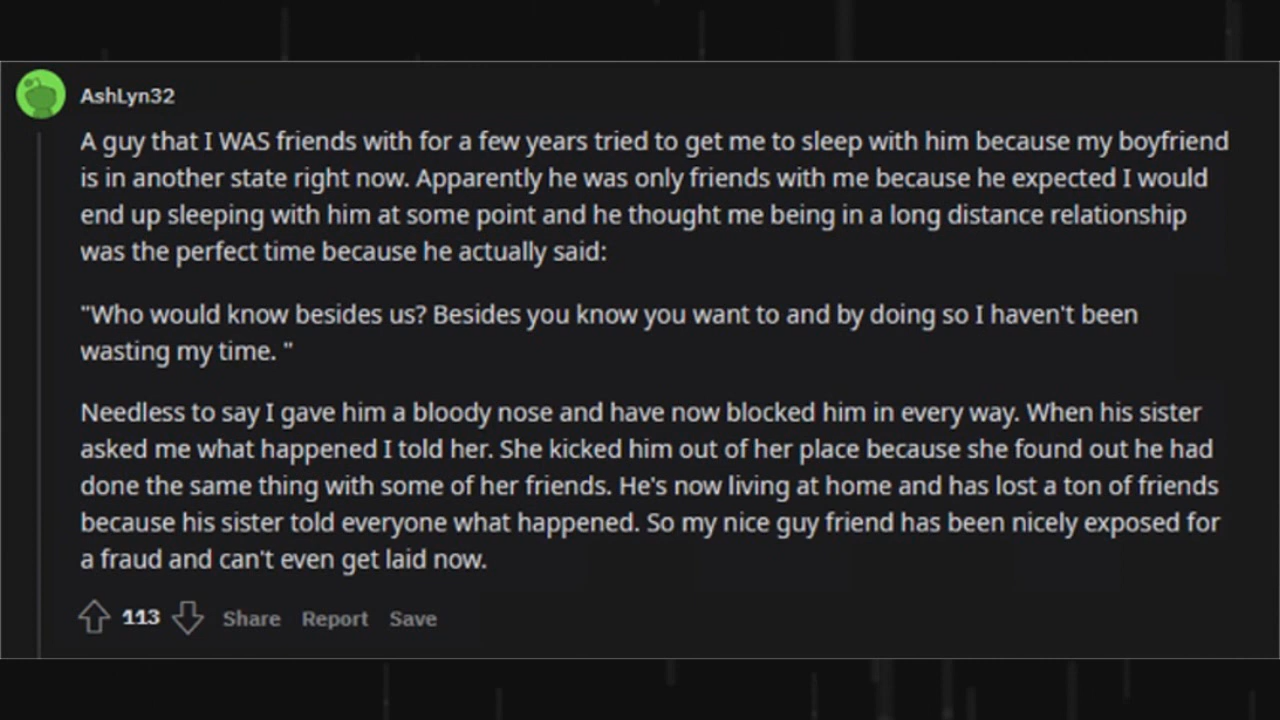 AshLyn32
A guy that I WAS friends with for a few years tried to get me to sleep with him because my boyfriend
is in another state right now. Apparently he was only friends with me because he expected I would
end up sleeping with him at some point and he thought me being in a long distance relationship
was the perfect time because he actually said:
"Who would know besides us? Besides you know you want to and by doing so I haven't been
wasting my time. "
Needless to say I gave him a bloody nose and have now blocked him in every way. When his sister
asked me what happened I told her. She kicked him out of her place because she found out he had
done the same thing with some of her friends. He's now living at home and has lost a ton of friends
because his sister told everyone what happened. So my nice guy friend has been nicely exposed for
a fraud and can't even get laid now.
113 Share Report Save